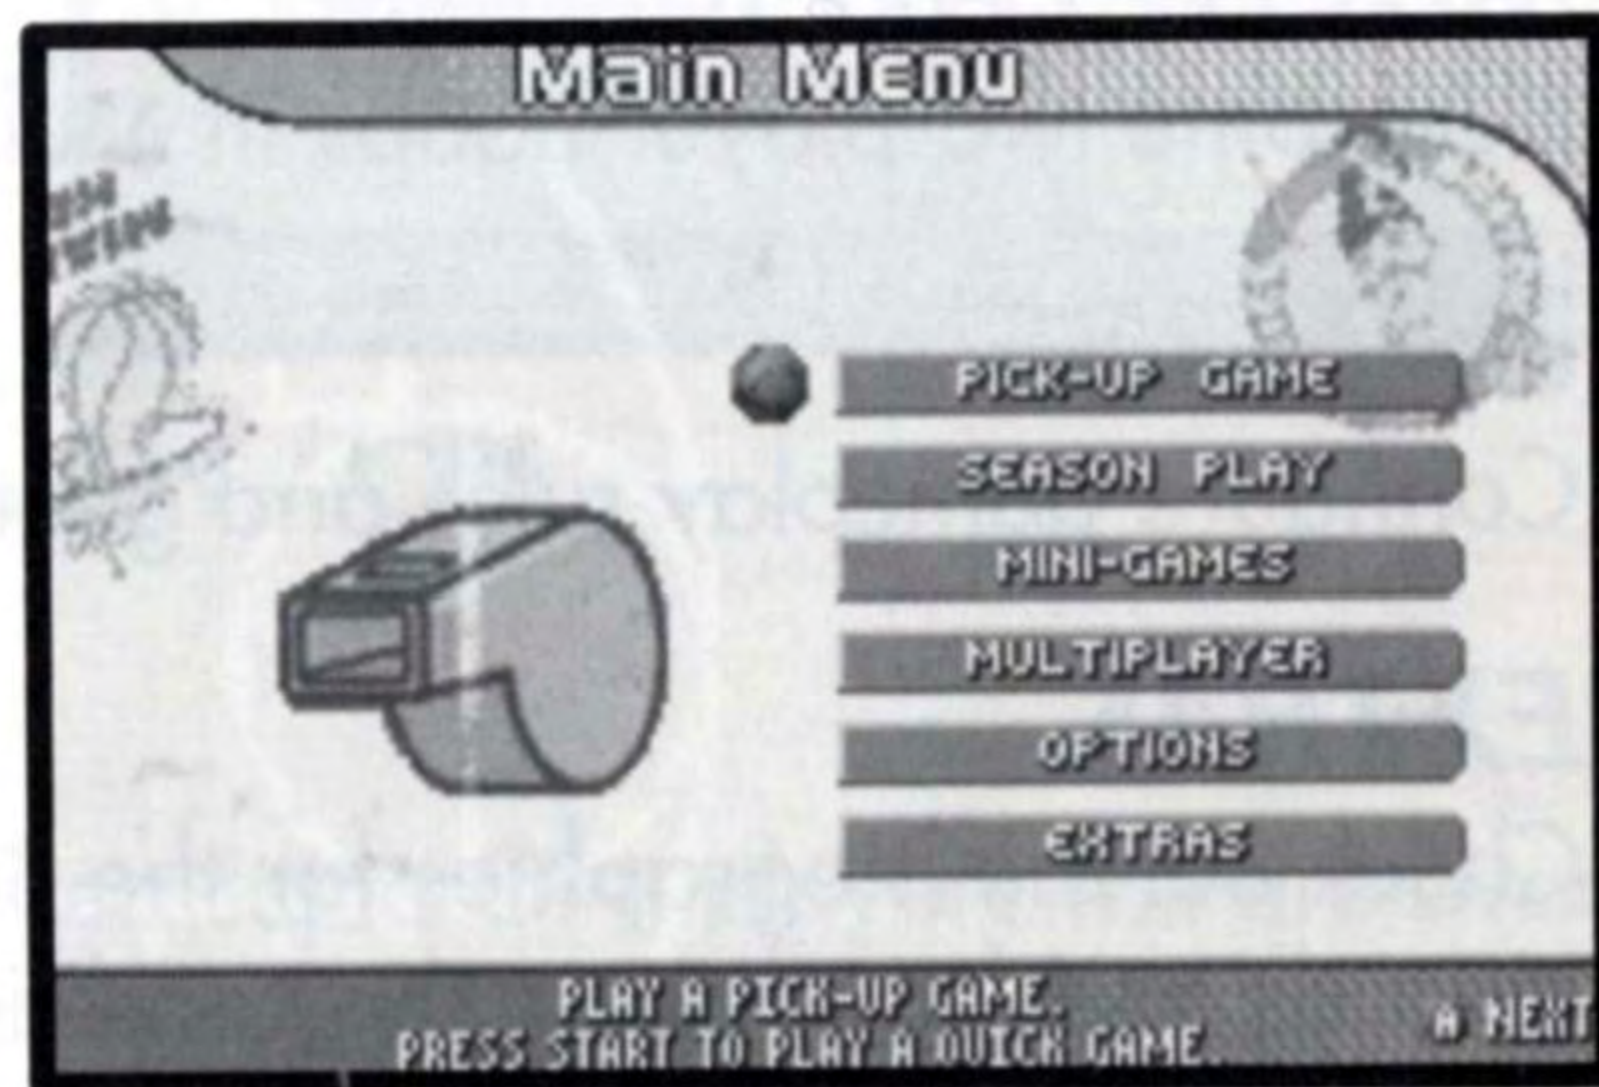 Main Menu
PICK-UP GAME
SEASON PLAY
MINI-GAMES
MULTIPLAYER
OPTIONS
EXTRAS
PLAY A PICK-UP GAME.
PRESS START TO PLAY A QUICK GAME.
A NEXT